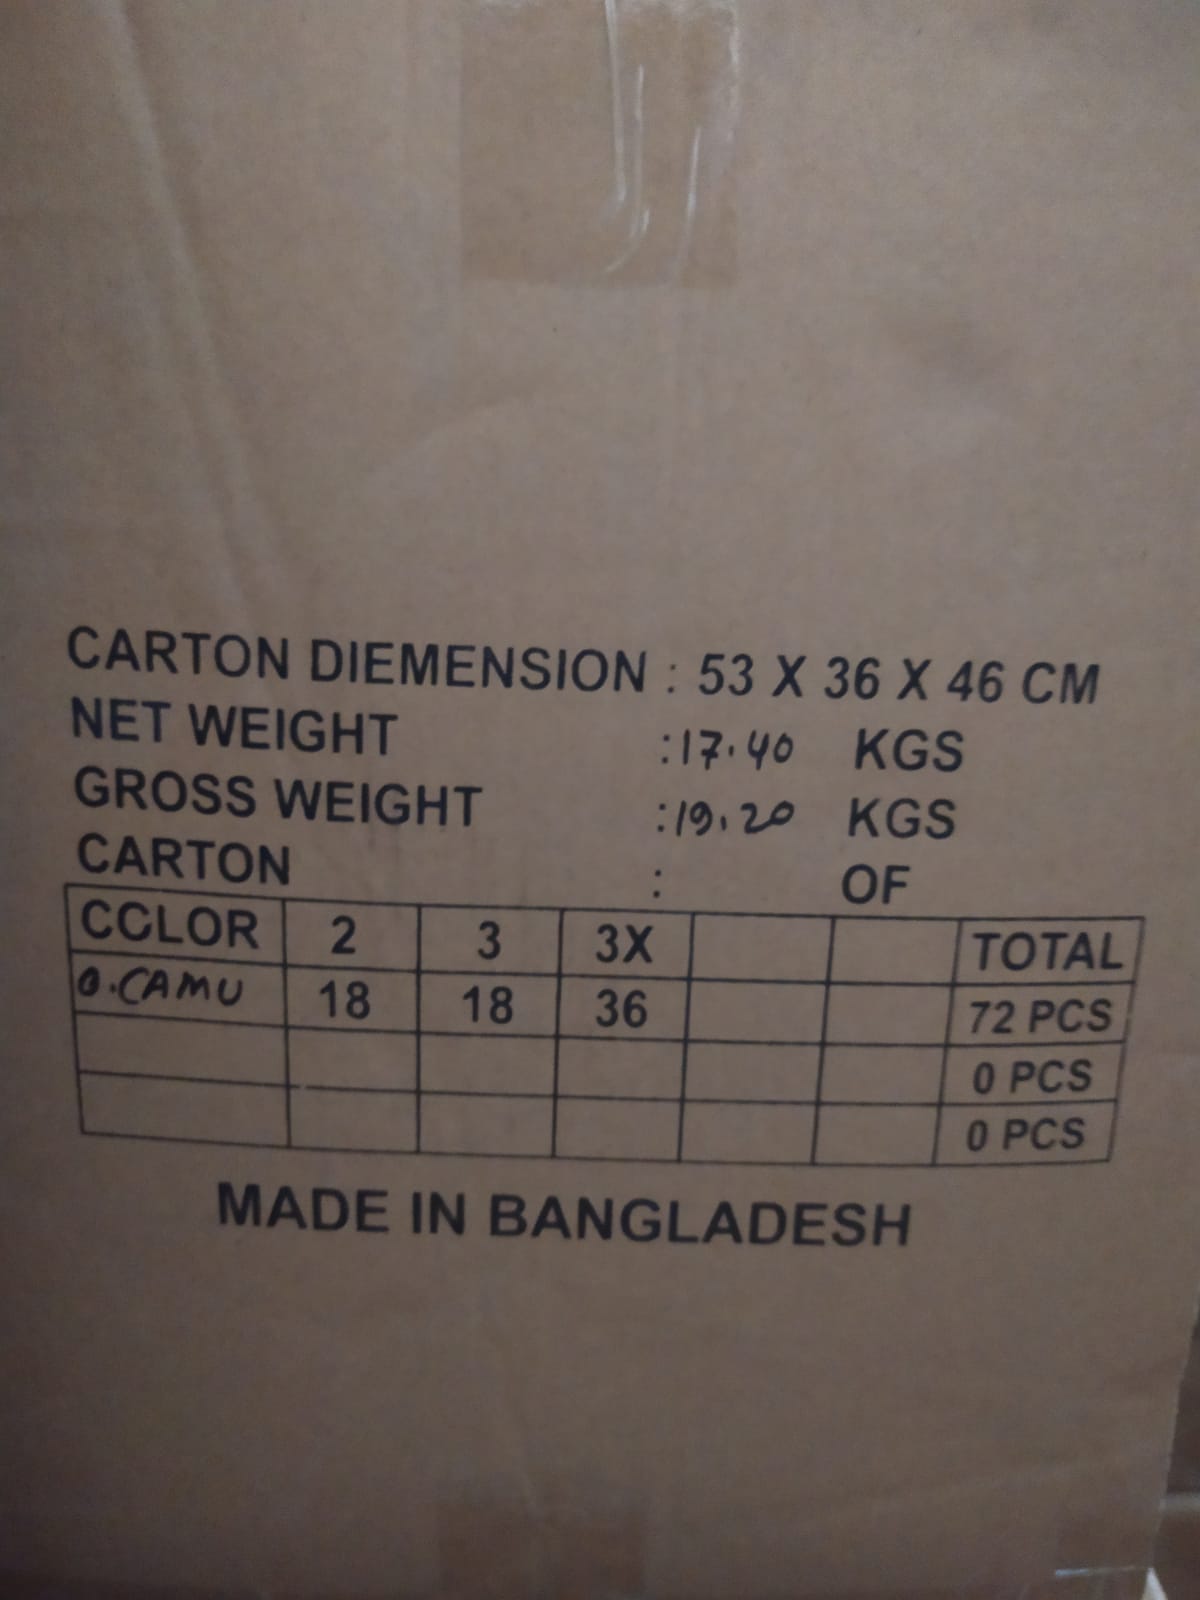 CARTON DIEMENSION : 53 X 36 X 46 CM
NET WEIGHT :17.40 KGS
GROSS WEIGHT :19.20 KGS
CARTON : OF
CCLOR 2 3 3X TOTAL
O.CAMU 18 18 36 72 PCS
0 PCS
0 PCS
MADE IN BANGLADESH